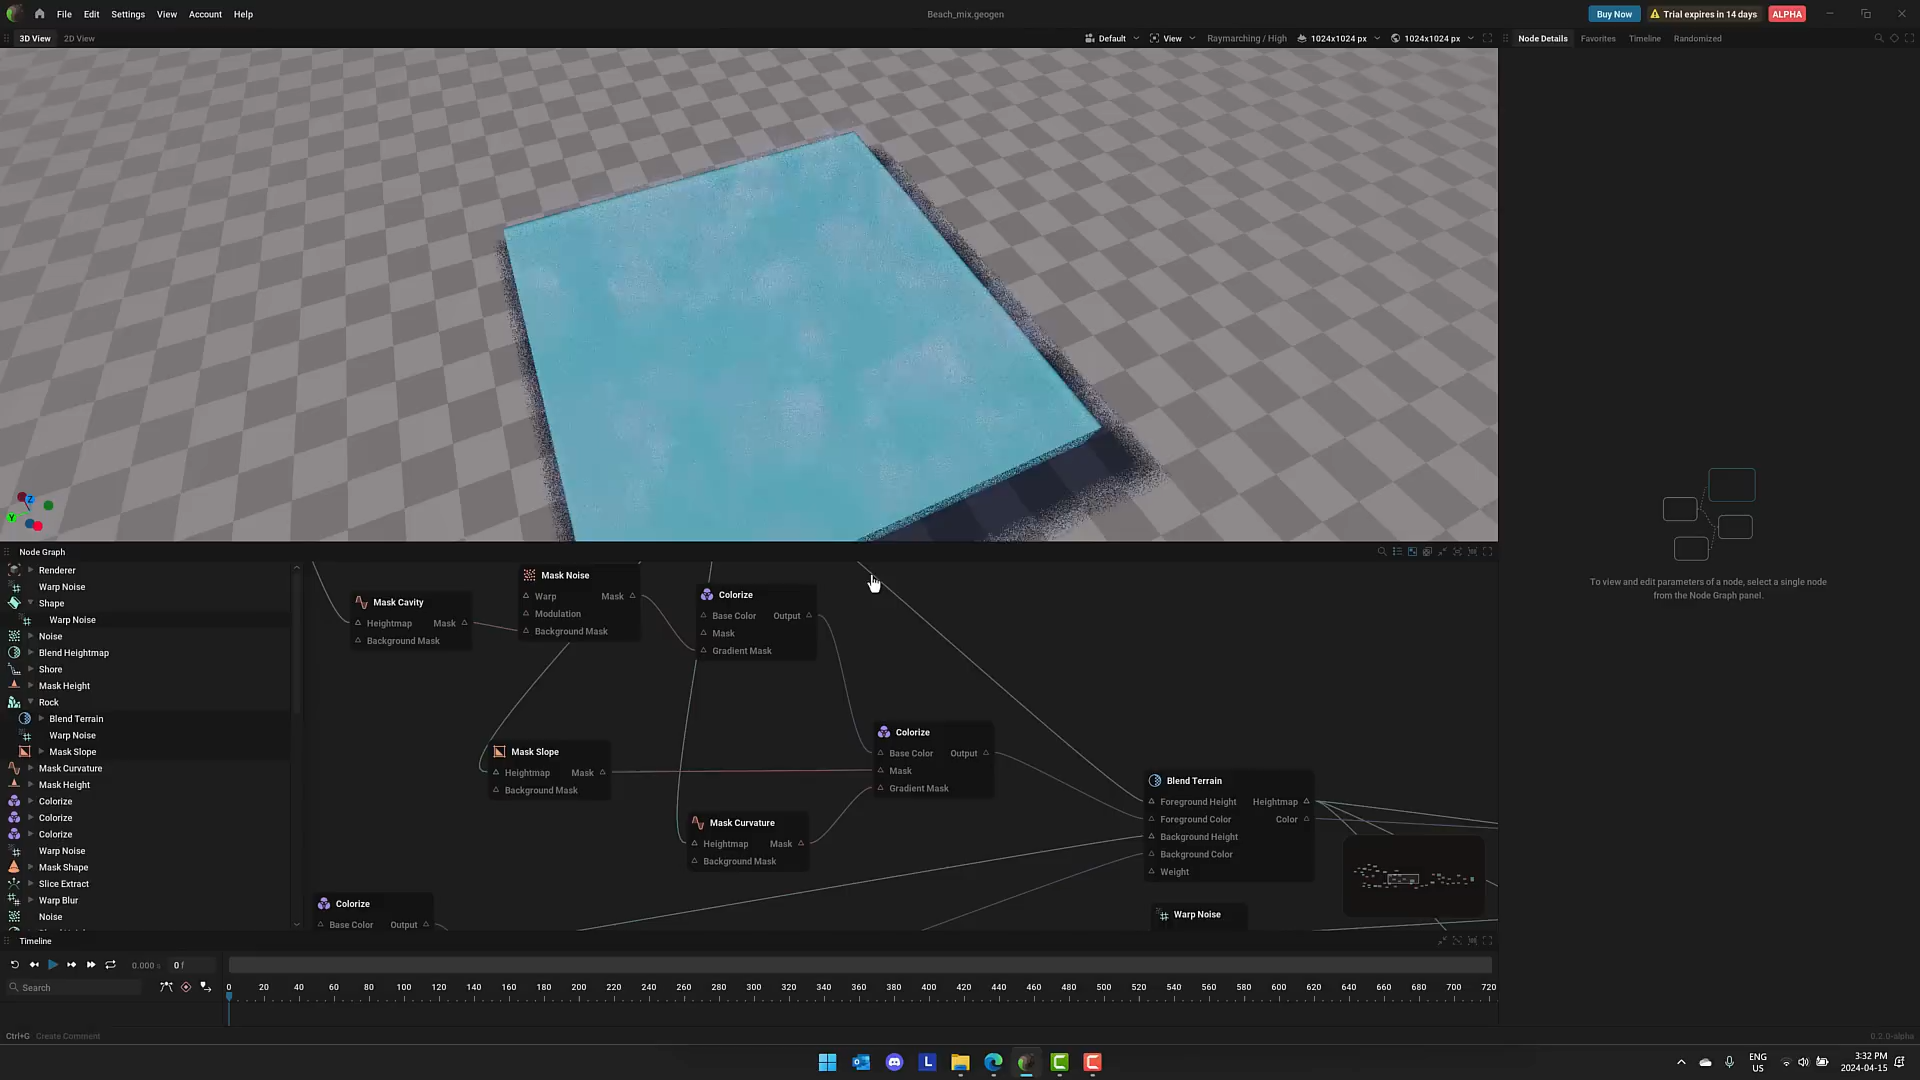 File Edit Settings View Account Help
Beach_mix.geogen
Buy Now Trial expires in 14 days ALPHA
3D View 2D View
Default View Raymarching / High 1024x1024 px 1024x1024 px
Node Details Favorites Timeline Randomized
Y
Z
To view and edit parameters of a node, select a single node
from the Node Graph panel.
Node Graph
Renderer
Warp Noise
Shape
Warp Noise
Noise
Blend Heightmap
Shore
Mask Height
Rock
Blend Terrain
Warp Noise
Mask Slope
Mask Curvature
Mask Height
Colorize
Colorize
Colorize
Warp Noise
Mask Shape
Slice Extract
Warp Blur
Noise
Mask Cavity
Heightmap Mask
Background Mask
Mask Noise
Warp Mask
Modulation
Background Mask
Colorize
Base Color Output
Mask
Gradient Mask
Mask Slope
Heightmap Mask
Background Mask
Colorize
Base Color Output
Mask
Gradient Mask
Mask Curvature
Heightmap Mask
Background Mask
Blend Terrain
Foreground Height Heightmap
Foreground Color Color
Background Height
Background Color
Weight
Colorize
Base Color Output
Warp Noise
Timeline
0.000 s 0 f
Search
0 20 40 60 80 100 120 140 160 180 200 220 240 260 280 300 320 340 360 380 400 420 440 460 480 500 520 540 560 580 600 620 640 660 680 700 720
Ctrl+G Create Comment
0.2.0-alpha
L
ENG
US
3:32 PM
2024-04-15